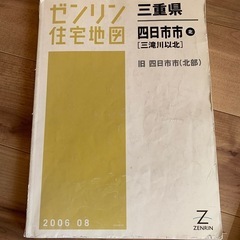 ゼンリン
住宅地図
三重県
四日市市 北
[三滝川以北]
旧 四日市市(北部)
2006 08
Z
ZENRIN